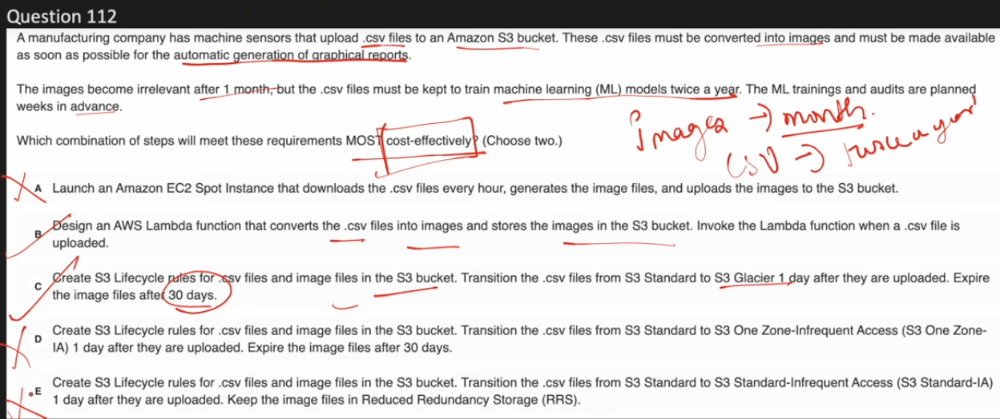 Question 112
A manufacturing company has machine sensors that upload .csv files to an Amazon S3 bucket. These .csv files must be converted into images and must be made available
as soon as possible for the automatic generation of graphical reports.
The images become irrelevant after 1 month, but the .csv files must be kept to train machine learning (ML) models twice a year. The ML trainings and audits are planned
weeks in advance.
Images → month.
Which combination of steps will meet these requirements MOST cost-effectively? (Choose two.)
CSV → twice a year
A Launch an Amazon EC2 Spot Instance that downloads the .csv files every hour, generates the image files, and uploads the images to the S3 bucket.
B Design an AWS Lambda function that converts the .csv files into images and stores the images in the S3 bucket. Invoke the Lambda function when a .csv file is
uploaded.
C Create S3 Lifecycle rules for .csv files and image files in the S3 bucket. Transition the .csv files from S3 Standard to S3 Glacier 1 day after they are uploaded. Expire
the image files after 30 days.
D Create S3 Lifecycle rules for .csv files and image files in the S3 bucket. Transition the .csv files from S3 Standard to S3 One Zone-Infrequent Access (S3 One Zone-
IA) 1 day after they are uploaded. Expire the image files after 30 days.
E Create S3 Lifecycle rules for .csv files and image files in the S3 bucket. Transition the .csv files from S3 Standard to S3 Standard-Infrequent Access (S3 Standard-IA)
1 day after they are uploaded. Keep the image files in Reduced Redundancy Storage (RRS).